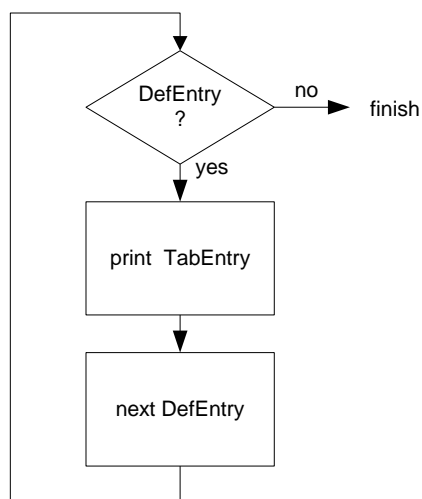 DefEntry
?
no
finish
yes
print TabEntry
next DefEntry